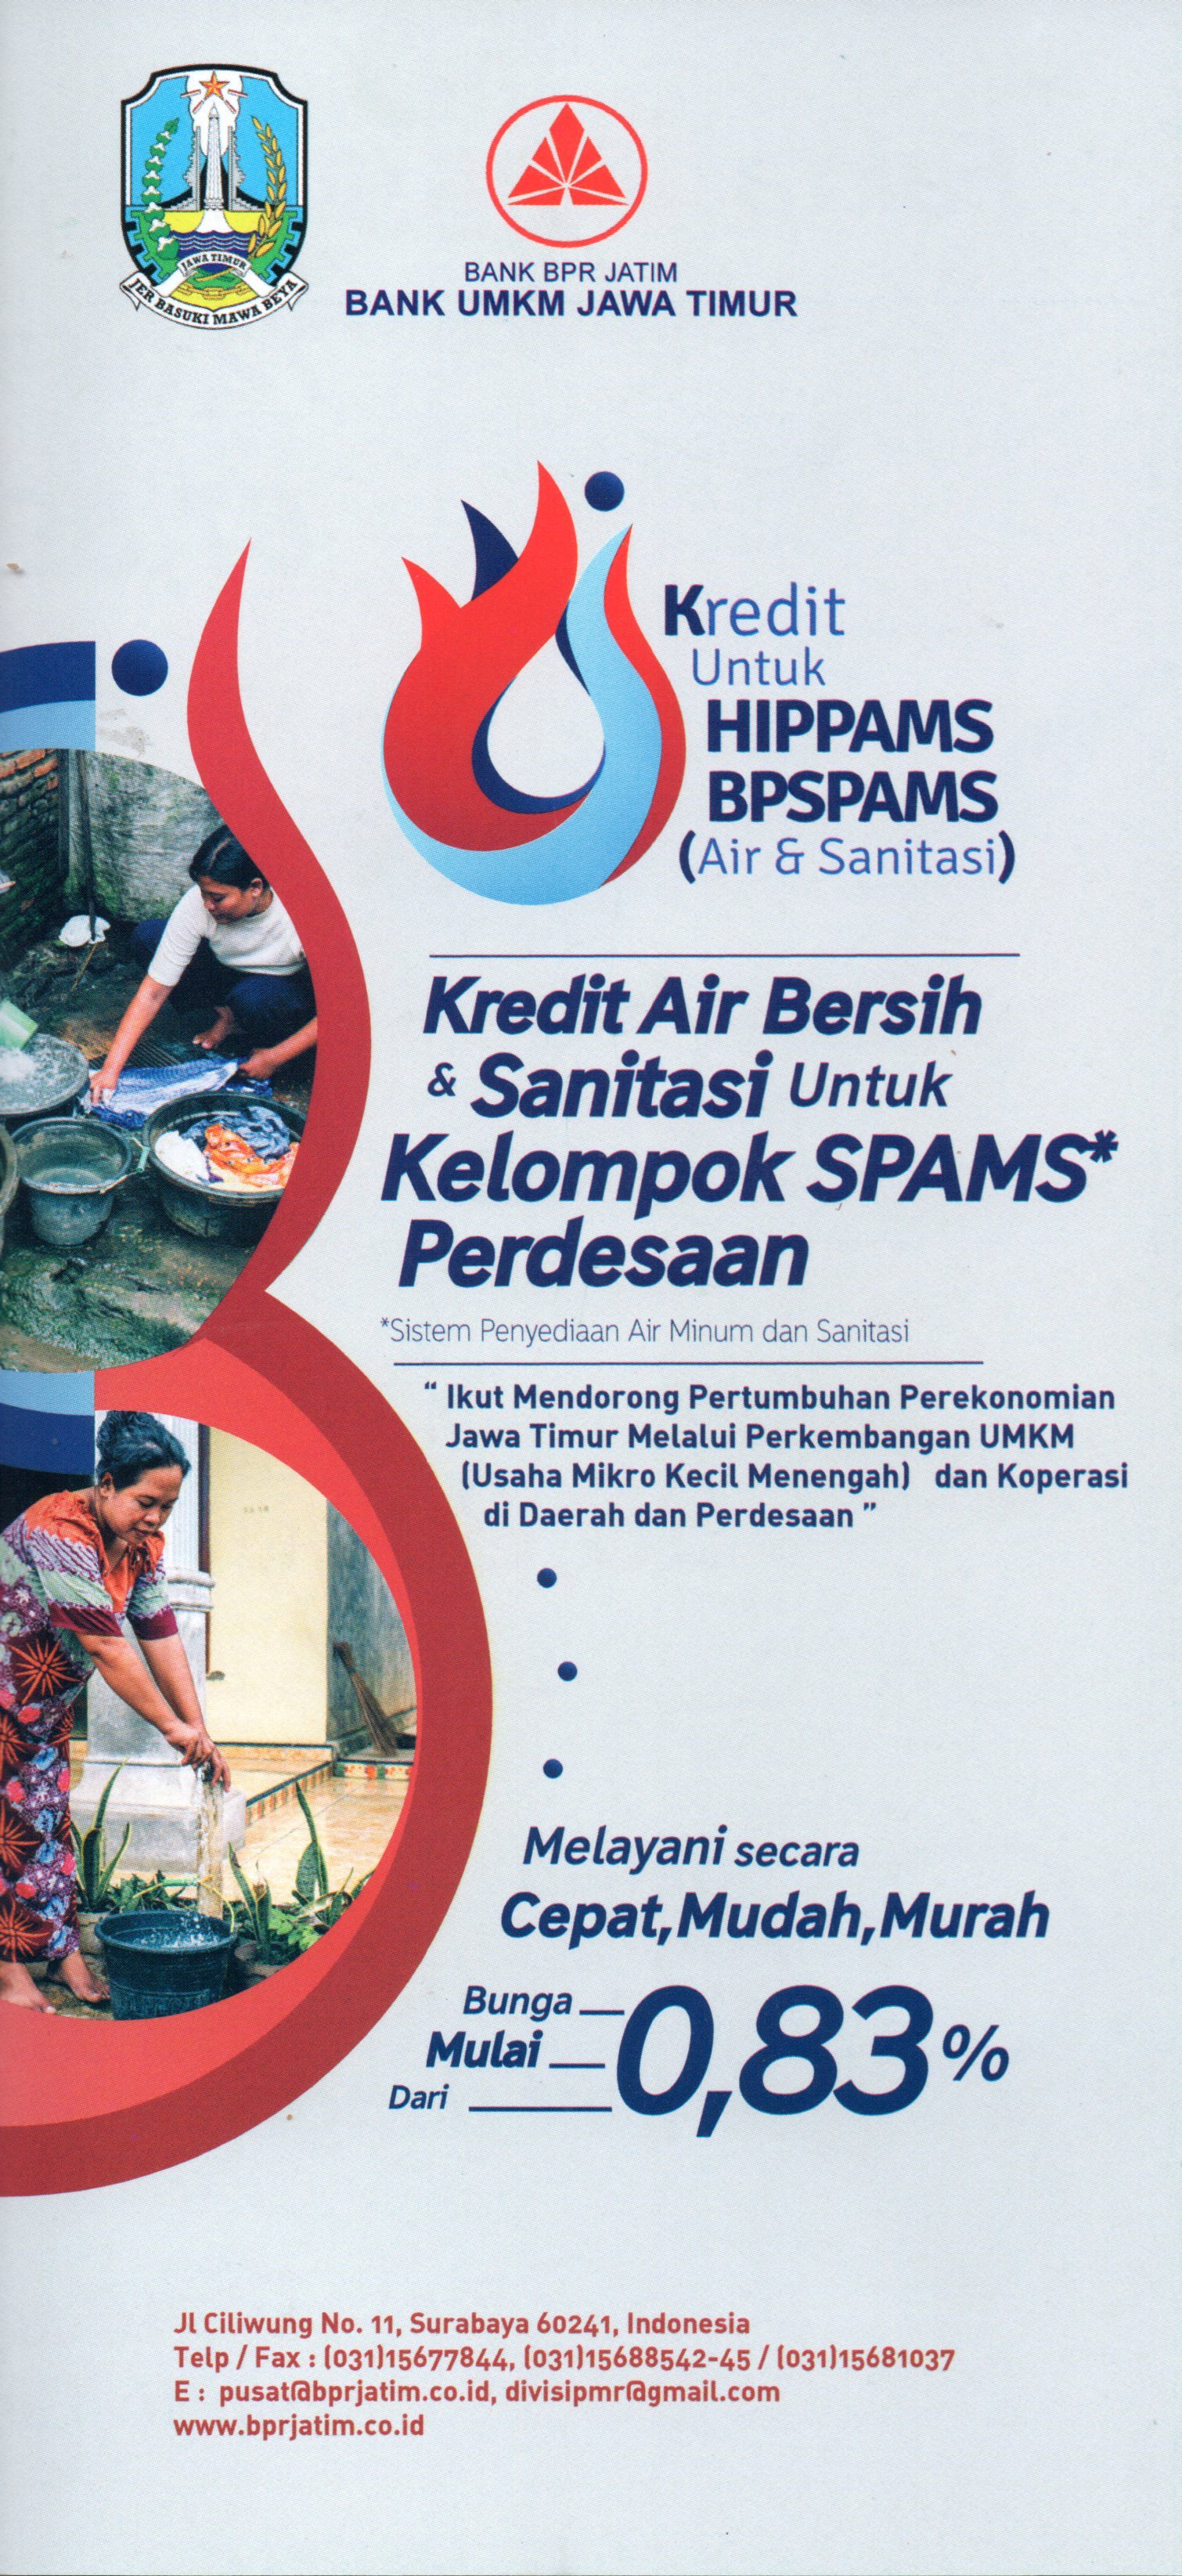 JAWA TIMUR
JER BASUKI MAWA BEYA
BANK BPR JATIM
BANK UMKM JAWA TIMUR
Kredit
Untuk
HIPPAMS
BPSPAMS
(Air & Sanitasi)
Kredit Air Bersih
& Sanitasi Untuk
Kelompok SPAMS*
Perdesaan
*Sistem Penyediaan Air Minum dan Sanitasi
“ Ikut Mendorong Pertumbuhan Perekonomian
Jawa Timur Melalui Perkembangan UMKM
(Usaha Mikro Kecil Menengah) dan Koperasi
di Daerah dan Perdesaan ”
Melayani secara
Cepat,Mudah,Murah
Bunga
Mulai
Dari
0,83%
Jl Ciliwung No. 11, Surabaya 60241, Indonesia
Telp / Fax : (031)15677844, (031)15688542-45 / (031)15681037
E : pusat@bprjatim.co.id, divisipmr@gmail.com
www.bprjatim.co.id